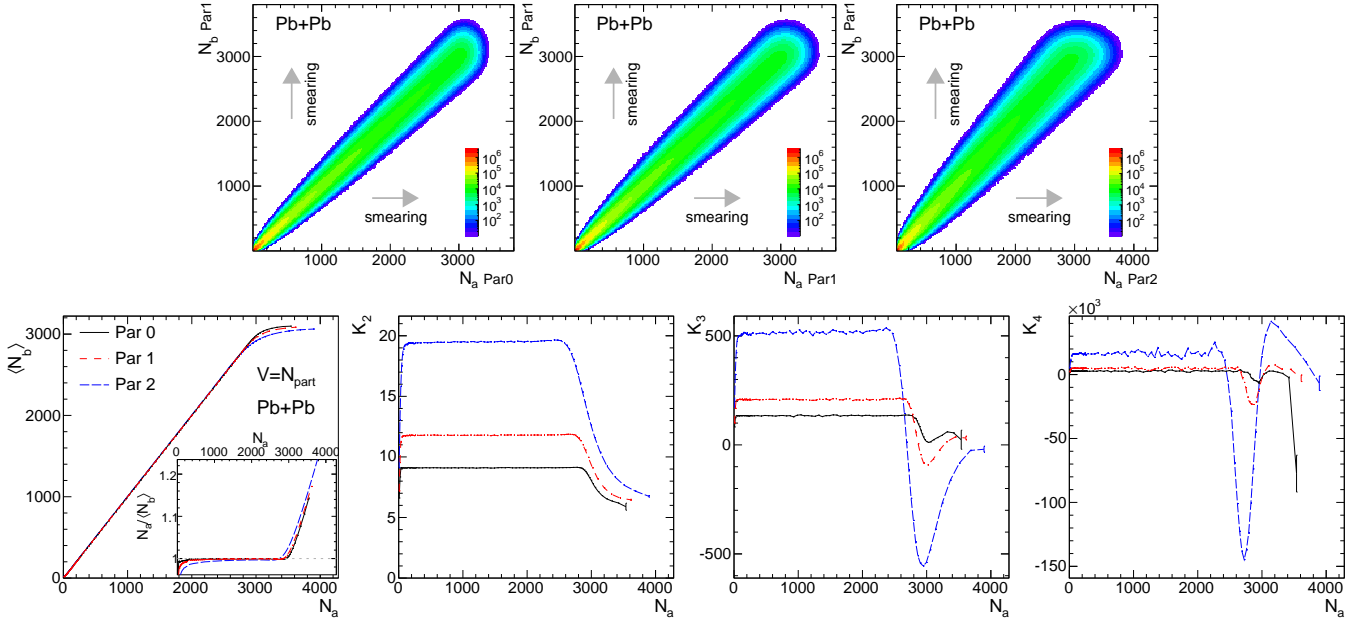 N_b Par1
Pb+Pb
smearing
smearing
10^6
10^5
10^4
10^3
10^2
3000
2000
1000
1000 2000 3000
N_a Par0
N_b Par1
Pb+Pb
smearing
smearing
10^6
10^5
10^4
10^3
10^2
3000
2000
1000
1000 2000 3000
N_a Par1
N_b Par1
Pb+Pb
smearing
smearing
10^6
10^5
10^4
10^3
10^2
3000
2000
1000
1000 2000 3000 4000
N_a Par2
⟨N_b⟩
3000
2000
1000
0
Par 0
Par 1
Par 2
V=N_part
Pb+Pb
N_a
0 1000 2000 3000 4000
N_a/⟨N_b⟩
1.2
1.1
1
0 1000 2000 3000 4000
N_a
K_2
20
15
10
5
0
0 1000 2000 3000 4000
N_a
K_3
500
0
-500
0 1000 2000 3000 4000
N_a
K_4
×10^3
0
-50
-100
-150
0 1000 2000 3000 4000
N_a